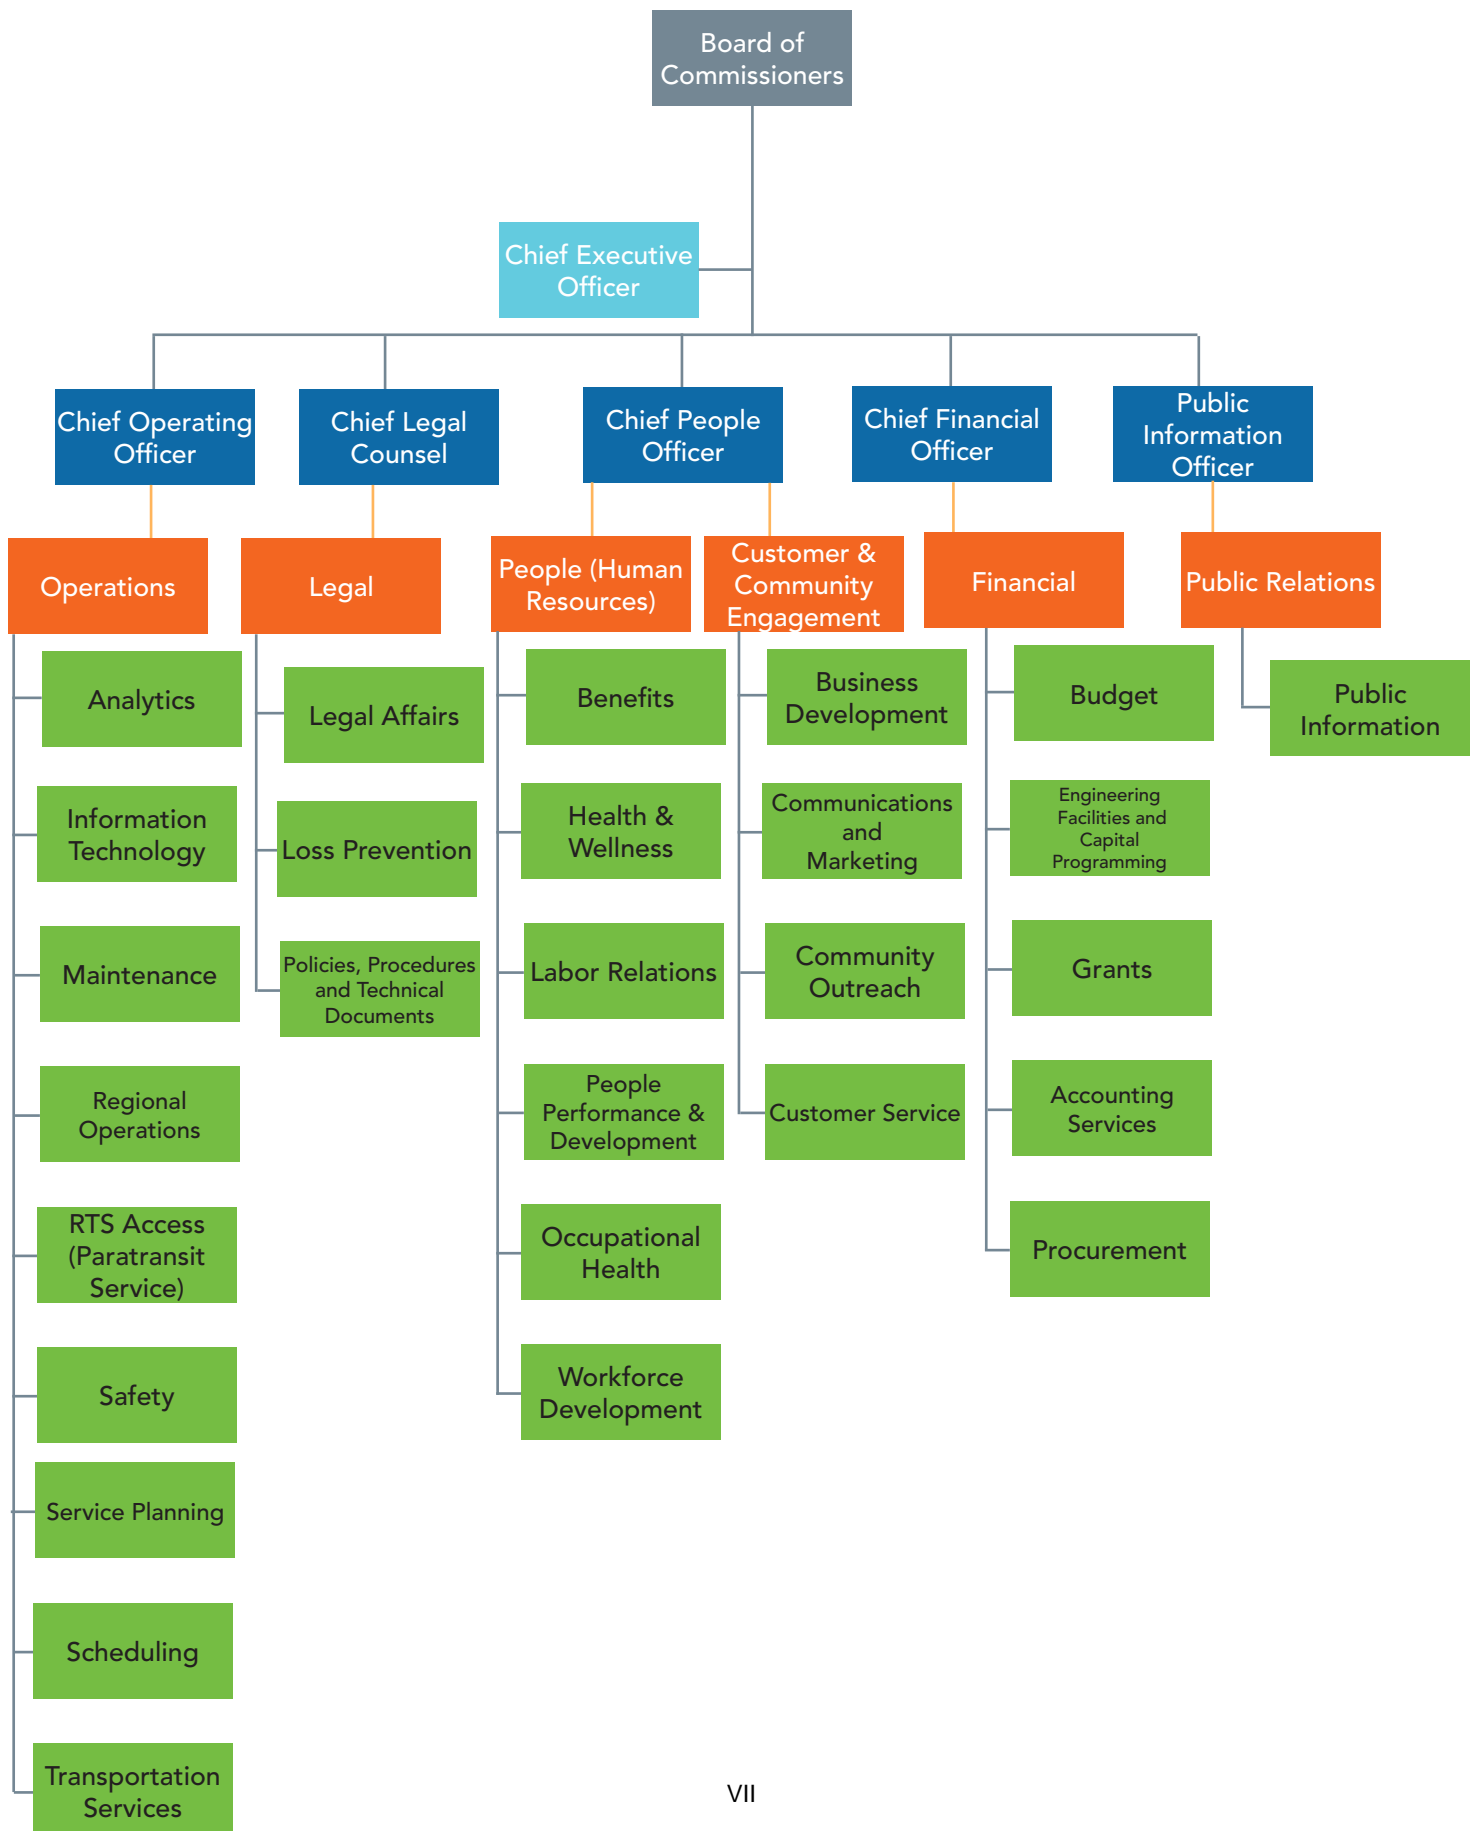 Board of
Commissioners
Chief Executive
Officer
Chief Operating
Officer
Chief Legal
Counsel
Chief People
Officer
Chief Financial
Officer
Public
Information
Officer
Operations
Legal
People (Human
Resources)
Customer &
Community
Engagement
Financial
Public Relations
Analytics
Information
Technology
Maintenance
Regional
Operations
RTS Access
(Paratransit
Service)
Safety
Service Planning
Scheduling
Transportation
Services
Legal Affairs
Loss Prevention
Policies, Procedures
and Technical
Documents
Benefits
Health &
Wellness
Labor Relations
People
Performance &
Development
Occupational
Health
Workforce
Development
Business
Development
Communications
and
Marketing
Community
Outreach
Customer Service
Budget
Engineering
Facilities and
Capital
Programming
Grants
Accounting
Services
Procurement
Public
Information
VII